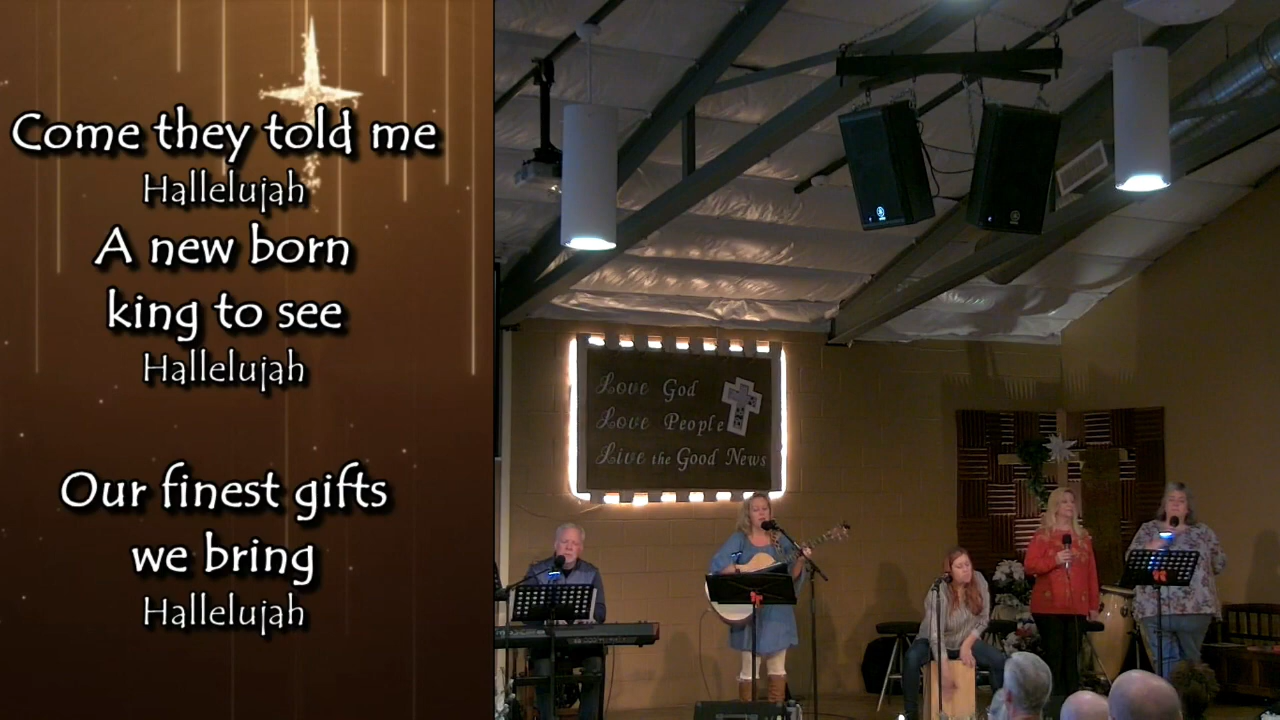 Come they told me
Hallelujah
A new born
king to see
Hallelujah
Our finest gifts
we bring
Hallelujah
Love God
Love People
Live the Good News